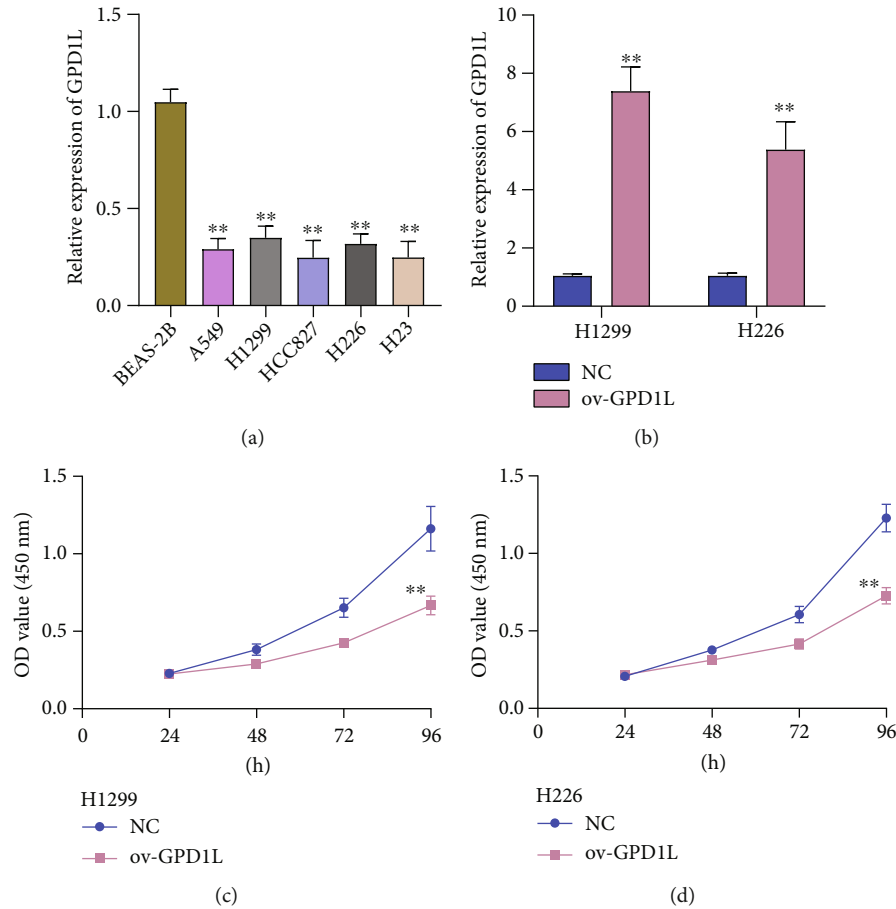 Relative expression of GPD1L
1.5
1.0
0.5
0.0
** ** ** ** **
BEAS-2B
A549
H1299
HCC827
H226
H23
(a)
Relative expression of GPD1L
10
8
6
4
2
0
**
**
H1299 H226
NC
ov-GPD1L
(b)
OD value (450 nm)
1.5
1.0
0.5
0.0
**
0 24 48 72 96
(h)
H1299
NC
ov-GPD1L
(c)
OD value (450 nm)
1.5
1.0
0.5
0.0
**
0 24 48 72 96
(h)
H226
NC
ov-GPD1L
(d)